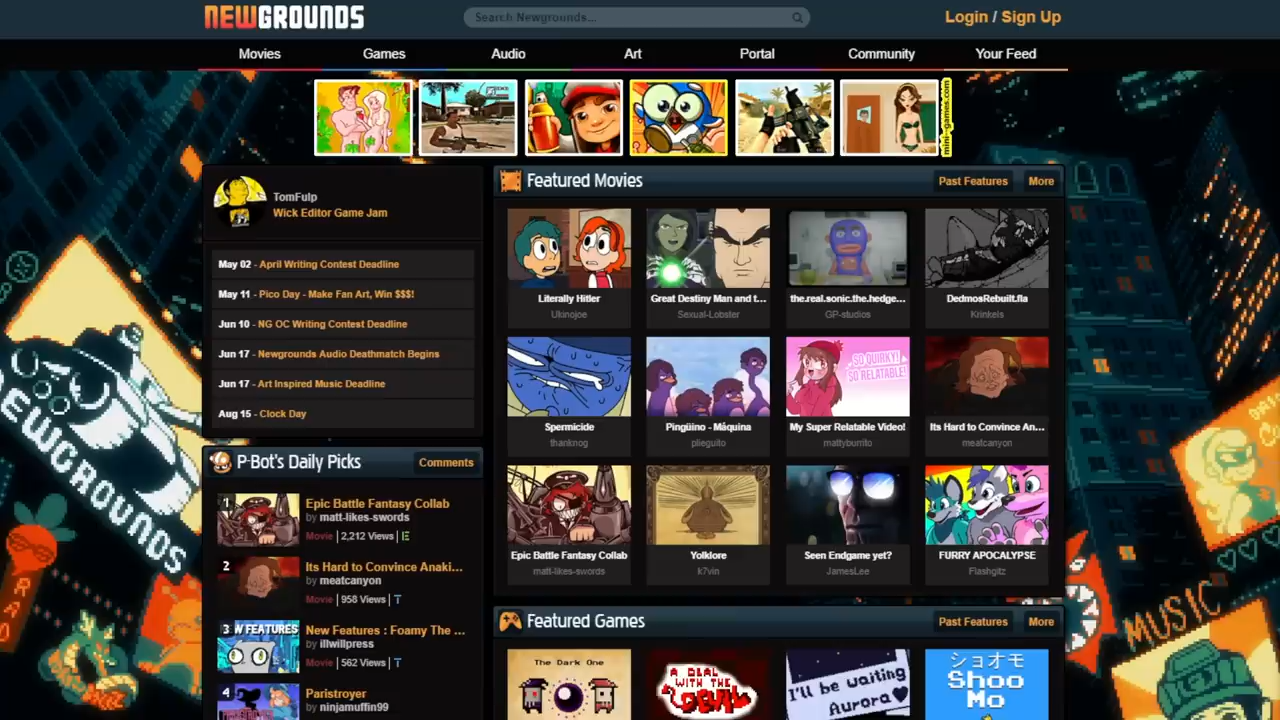 NEWGROUNDS
Search Newgrounds...
Login / Sign Up
Movies
Games
Audio
Art
Portal
Community
Your Feed
mini-games.com
TomFulp
Wick Editor Game Jam
May 02 - April Writing Contest Deadline
May 11 - Pico Day - Make Fan Art, Win $$$!
Jun 10 - NG OC Writing Contest Deadline
Jun 17 - Newgrounds Audio Deathmatch Begins
Jun 17 - Art Inspired Music Deadline
Aug 15 - Clock Day
P-Bot's Daily Picks
Comments
1
Epic Battle Fantasy Collab
by matt-likes-swords
Movie | 2,212 Views | E
2
Its Hard to Convince Anaki...
by meatcanyon
Movie | 958 Views | T
3
W FEATURES
New Features : Foamy The ...
by illwillpress
Movie | 562 Views | T
4
Paristroyer
by ninjamuffin99
Featured Movies
Past Features
More
Literally Hitler
Ukinojoe
Great Destiny Man and t...
Sexual-Lobster
the.real.sonic.the.hedge...
GP-studios
DedmosRebuilt.fla
Krinkels
Spermicide
thanknog
Pingüino - Máquina
plieguito
SO QUIRKY!
SO RELATABLE!
My Super Relatable Video!
mattyburrito
Its Hard to Convince An...
meatcanyon
Epic Battle Fantasy Collab
matt-likes-swords
Yolklore
k7vin
Seen Endgame yet?
JamesLee
FURRY APOCALYPSE
Flashgitz
Featured Games
Past Features
More
The Dark One
A DEAL
WITH THE
DEVIL
I'll be waiting
Aurora
ショオモ
Shoo
Mo
NEWGROUNDS
MUSIC